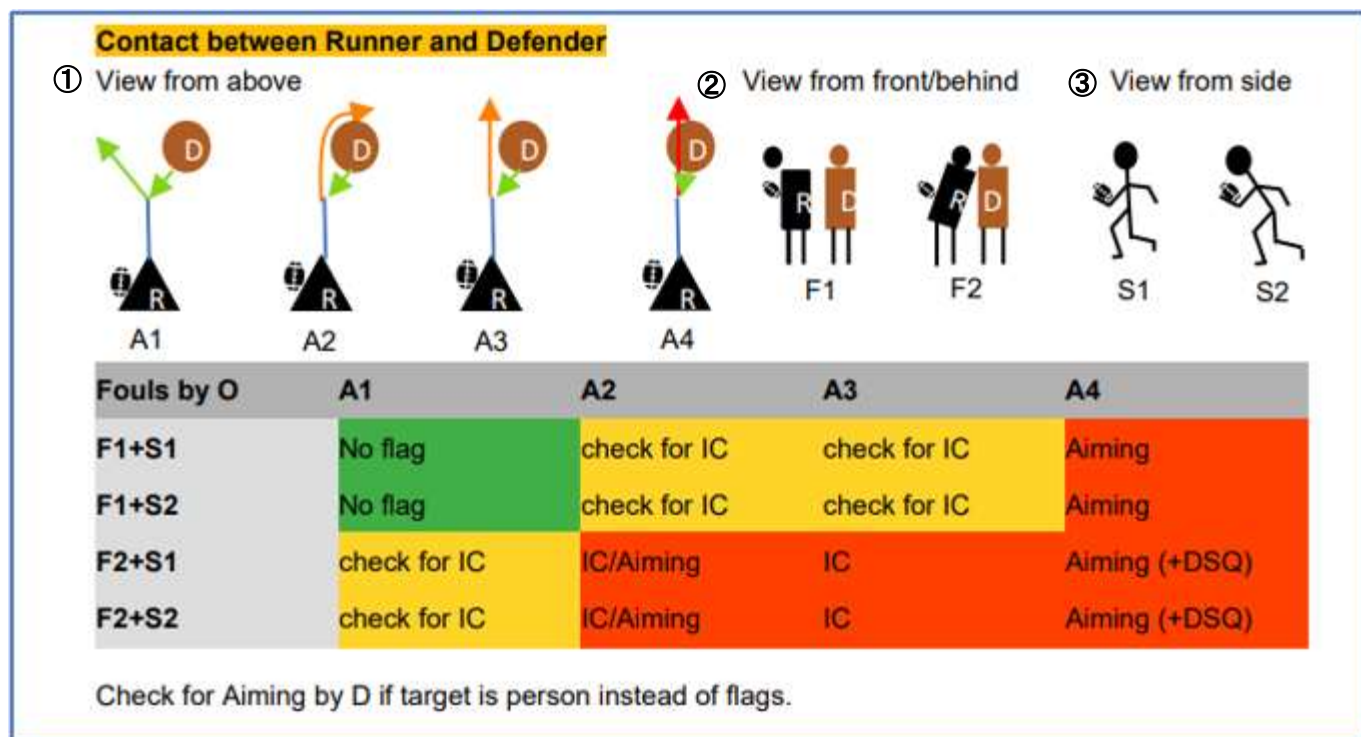 Contact between Runner and Defender
① View from above
② View from front/behind
③ View from side
D D D D
R D R D
R R R R
F1 F2 S1 S2
A1 A2 A3 A4
Fouls by O A1 A2 A3 A4
F1+S1 No flag check for IC check for IC Aiming
F1+S2 No flag check for IC check for IC Aiming
F2+S1 check for IC IC/Aiming IC Aiming (+DSQ)
F2+S2 check for IC IC/Aiming IC Aiming (+DSQ)
Check for Aiming by D if target is person instead of flags.